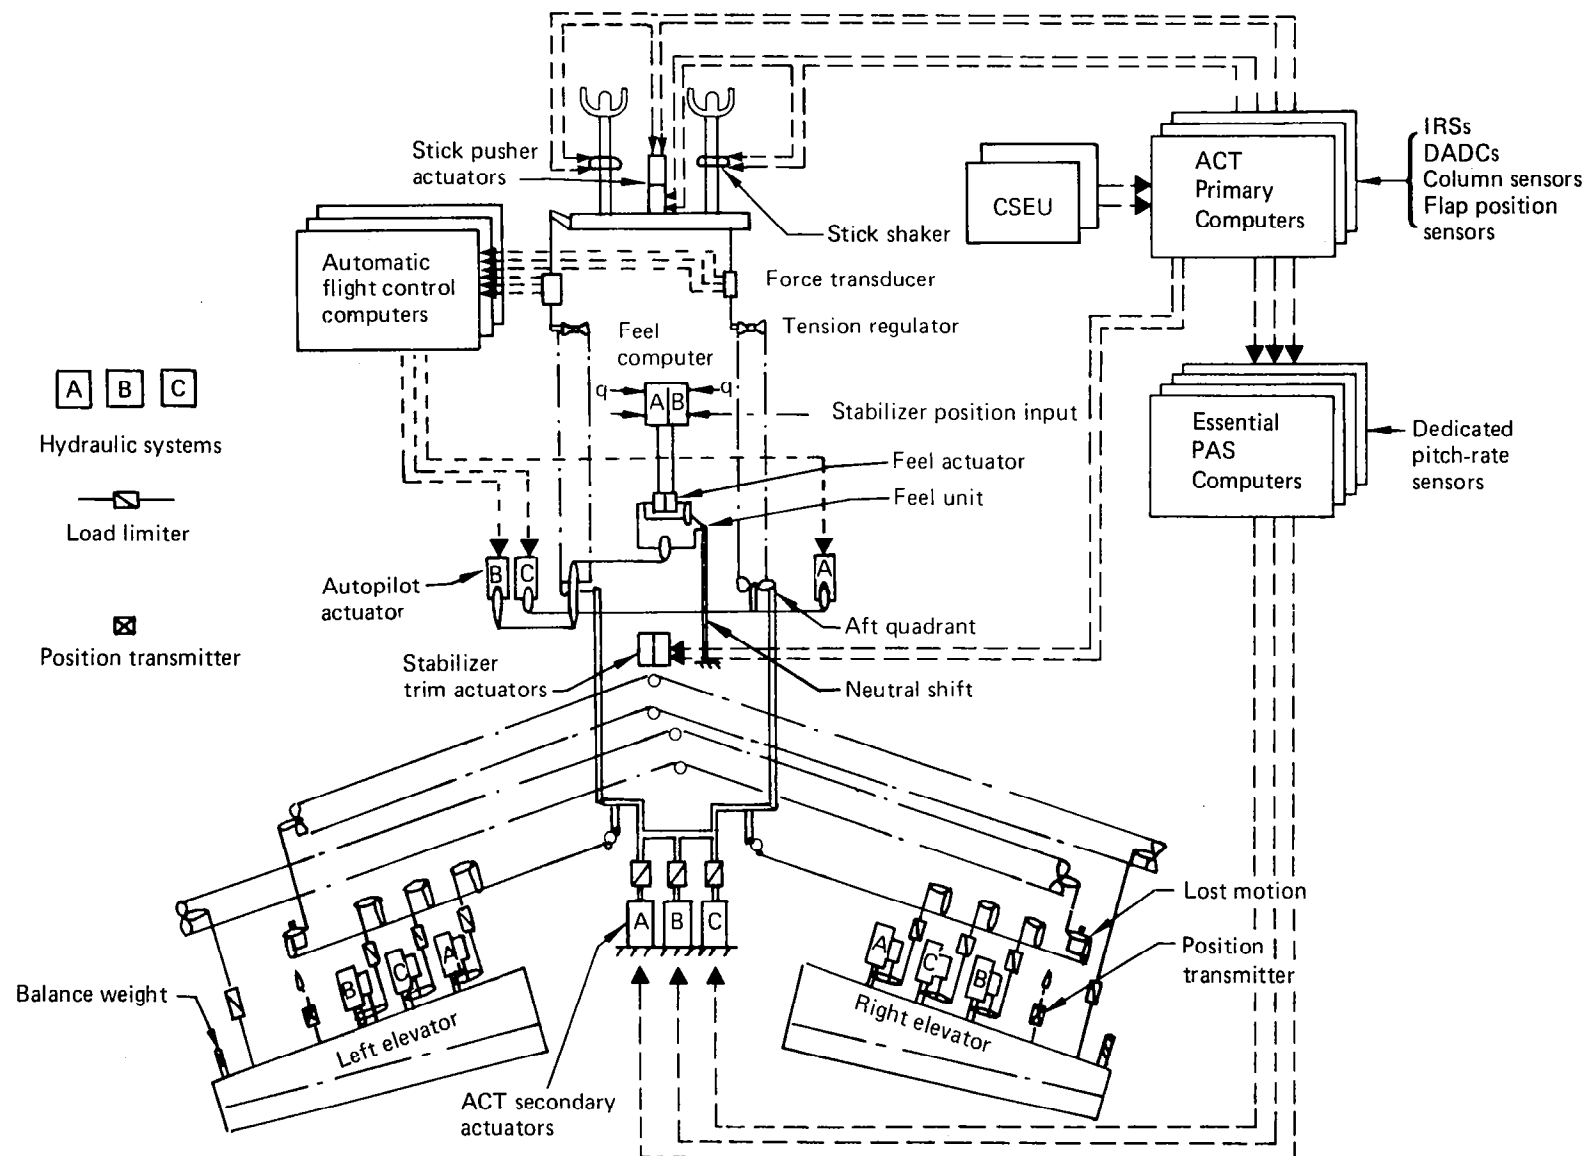 Stick pusher
actuators
ACT
Primary
Computers
IRSs
DADCs
Column sensors
Flap position
sensors
CSEU
Stick shaker
Automatic
flight control
computers
Force transducer
Tension regulator
Feel
computer
q
q
A B
Stabilizer position input
A B C
Hydraulic systems
Essential
PAS
Computers
Dedicated
pitch-rate
sensors
Feel actuator
Feel unit
Load limiter
B C
A
Autopilot
actuator
Aft quadrant
Position transmitter
Stabilizer
trim actuators
Neutral shift
Lost motion
A B C
B C A
A C B
Position
transmitter
Balance weight
Left elevator
Right elevator
ACT secondary
actuators